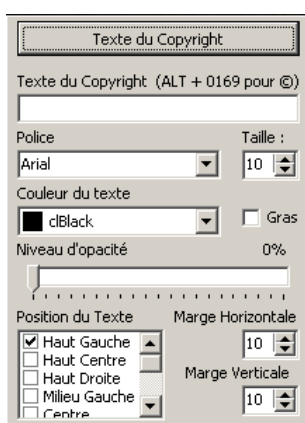 Texte du Copyright
Texte du Copyright (ALT + 0169 pour ©)
Police Taille :
Arial 10
Couleur du texte
clBlack Gras
Niveau d'opacité 0%
Position du Texte Marge Horizontale
Haut Gauche 10
Haut Centre
Haut Droite Marge Verticale
Milieu Gauche 10
Centre